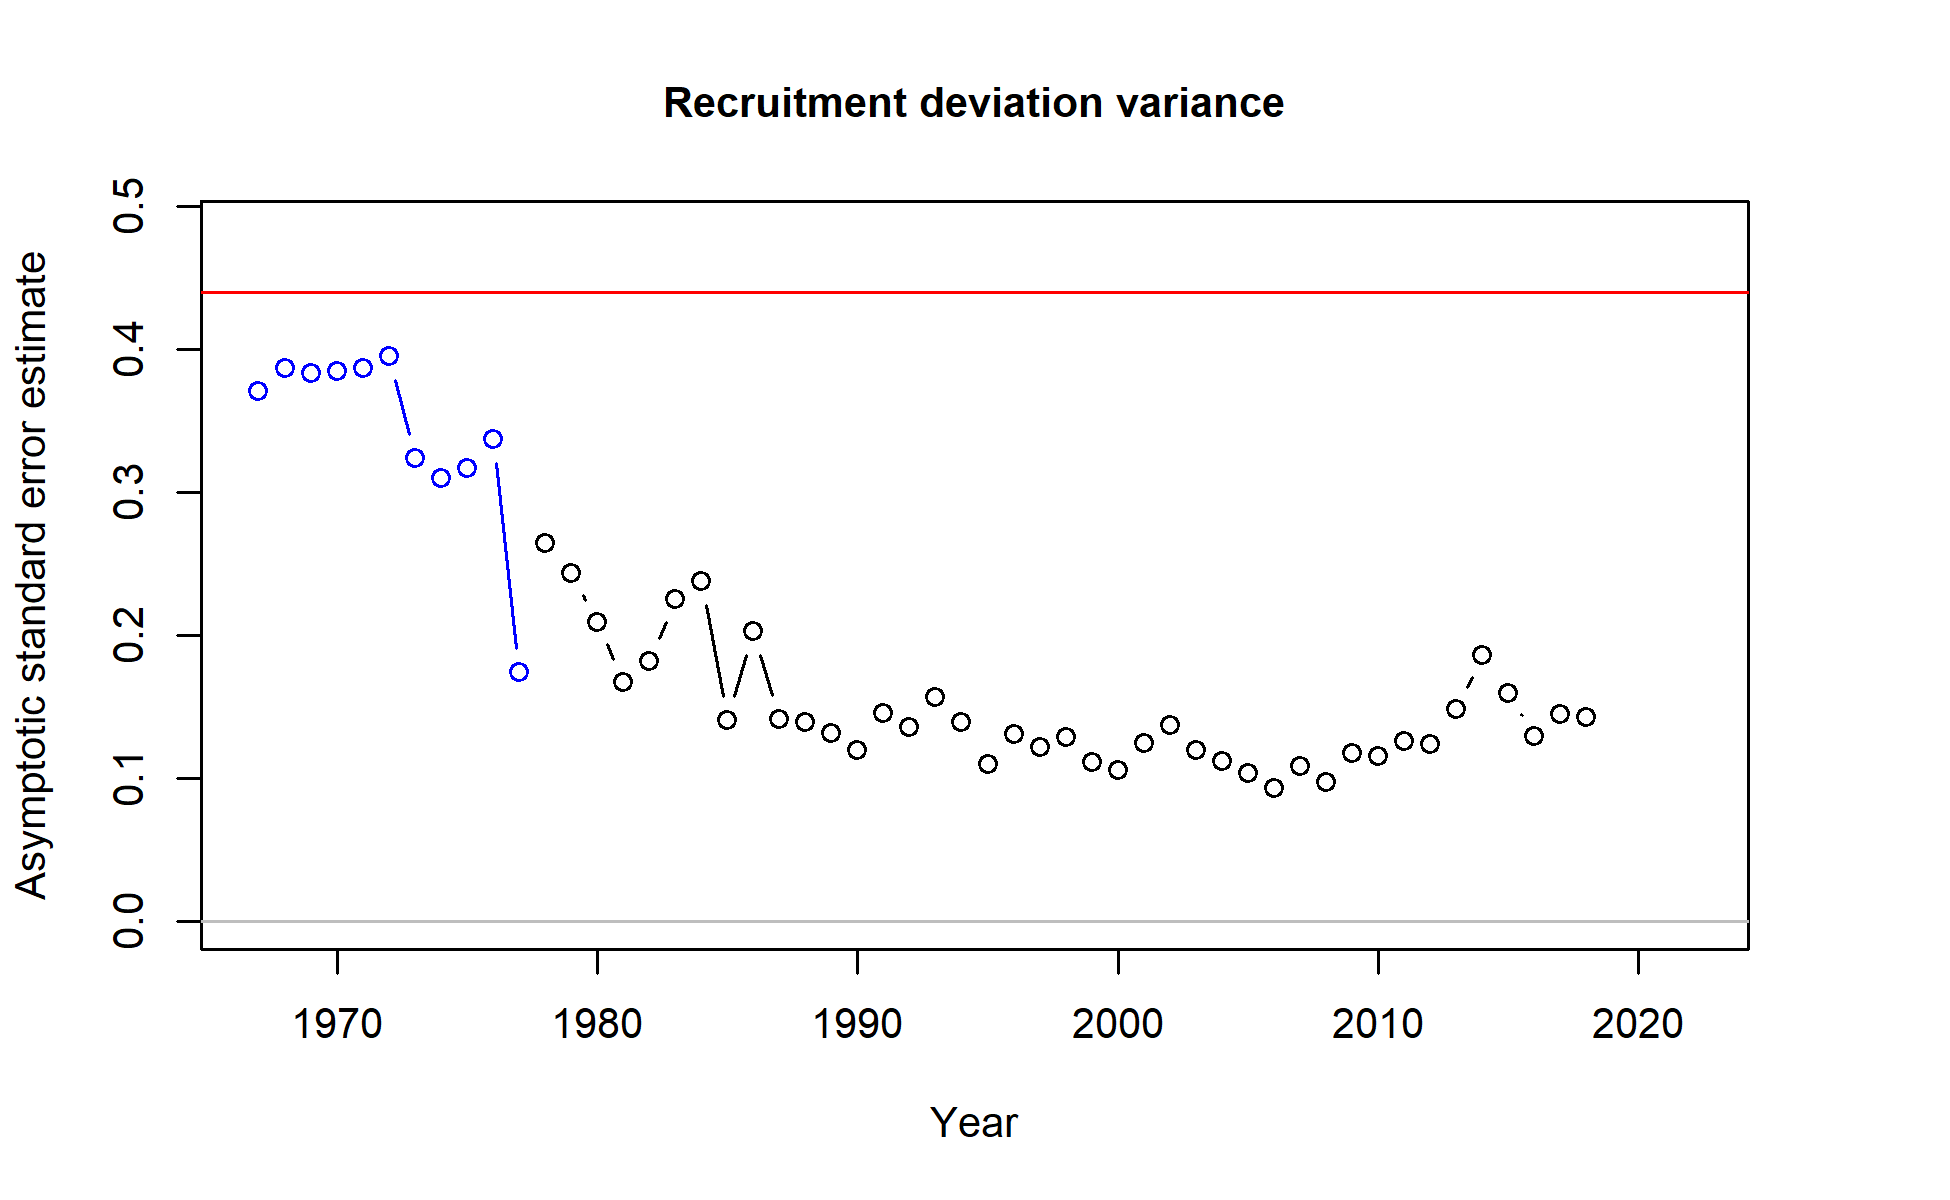 Recruitment deviation variance
Asymptotic standard error estimate
0.5
0.4
0.3
0.2
0.1
0.0
1970 1980 1990 2000 2010 2020
Year